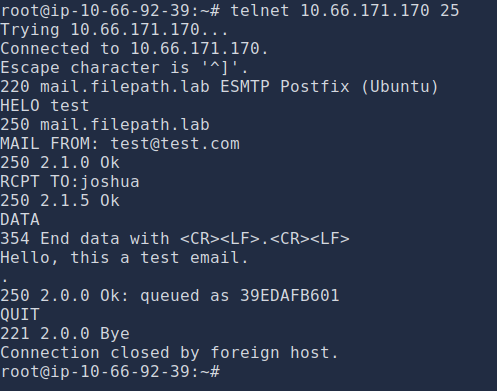 root@ip-10-66-92-39:~# telnet 10.66.171.170 25
Trying 10.66.171.170...
Connected to 10.66.171.170.
Escape character is '^]'.
220 mail.filepath.lab ESMTP Postfix (Ubuntu)
HELO test
250 mail.filepath.lab
MAIL FROM: test@test.com
250 2.1.0 Ok
RCPT TO:joshua
250 2.1.5 Ok
DATA
354 End data with <CR><LF>.<CR><LF>
Hello, this a test email.
.
250 2.0.0 Ok: queued as 39EDAFB601
QUIT
221 2.0.0 Bye
Connection closed by foreign host.
root@ip-10-66-92-39:~#